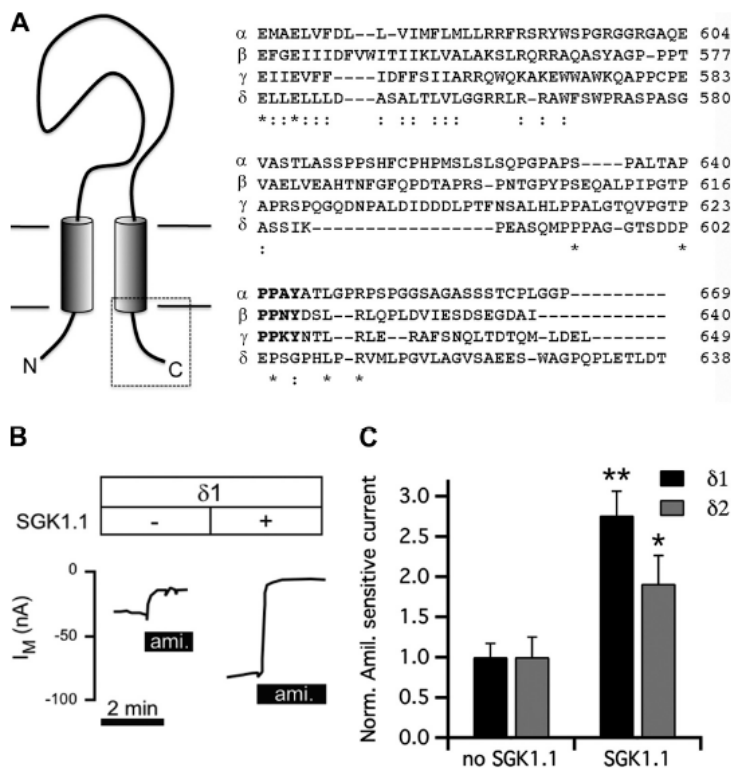 A
α EMAELVFDL--L-VIMFLMLLRRFRSRYWSPGRGGRGAQE 604
β EFGEIIIDFVWITIIKLVALAKSLRQRRAQASYAGP-PPT 577
γ EIIEVFF----IDFFSIIARRQWQKAKEWWAWKQAPPCPE 583
δ ELLELLLD---ASALTLVLGGRRLR-RAWFSWPRASPASG 580
*::*::: : :: ::: : : *
α VASTLASSPPSHFCPHPMSLSLSQPGPAPS----PALTAP 640
β VAELVEAHTNFGFQPDTAPRS-PNTGPYPSEQALPIPGTP 616
γ APRSPQGQDNPALDIDDDLPTFNSALHLPPALGTQVPGTP 623
δ ASSIK----------------PEASQMPPPAG-GTSDDP 602
: * *
α PPAYATLGPRPSPGGSAGASSSTCPLGGP---------- 669
β PPNYDSL--RLQPLDVIESDSEGDAI------------- 640
γ PPKYNTL--RLE--RAFSNQLTDTQM-LDEL-------- 649
δ EPSGPHLP-RVMLPGVLAGVSAEES-WAGPQPLETLDT 638
* : * *
N
C
B
δ1
SGK1.1 - +
I_M (nA)
0
-50
-100
ami.
ami.
2 min
C
Norm. Amil. sensitive current
3.0
2.5
2.0
1.5
1.0
0.5
0.0
**
*
δ1
δ2
no SGK1.1 SGK1.1